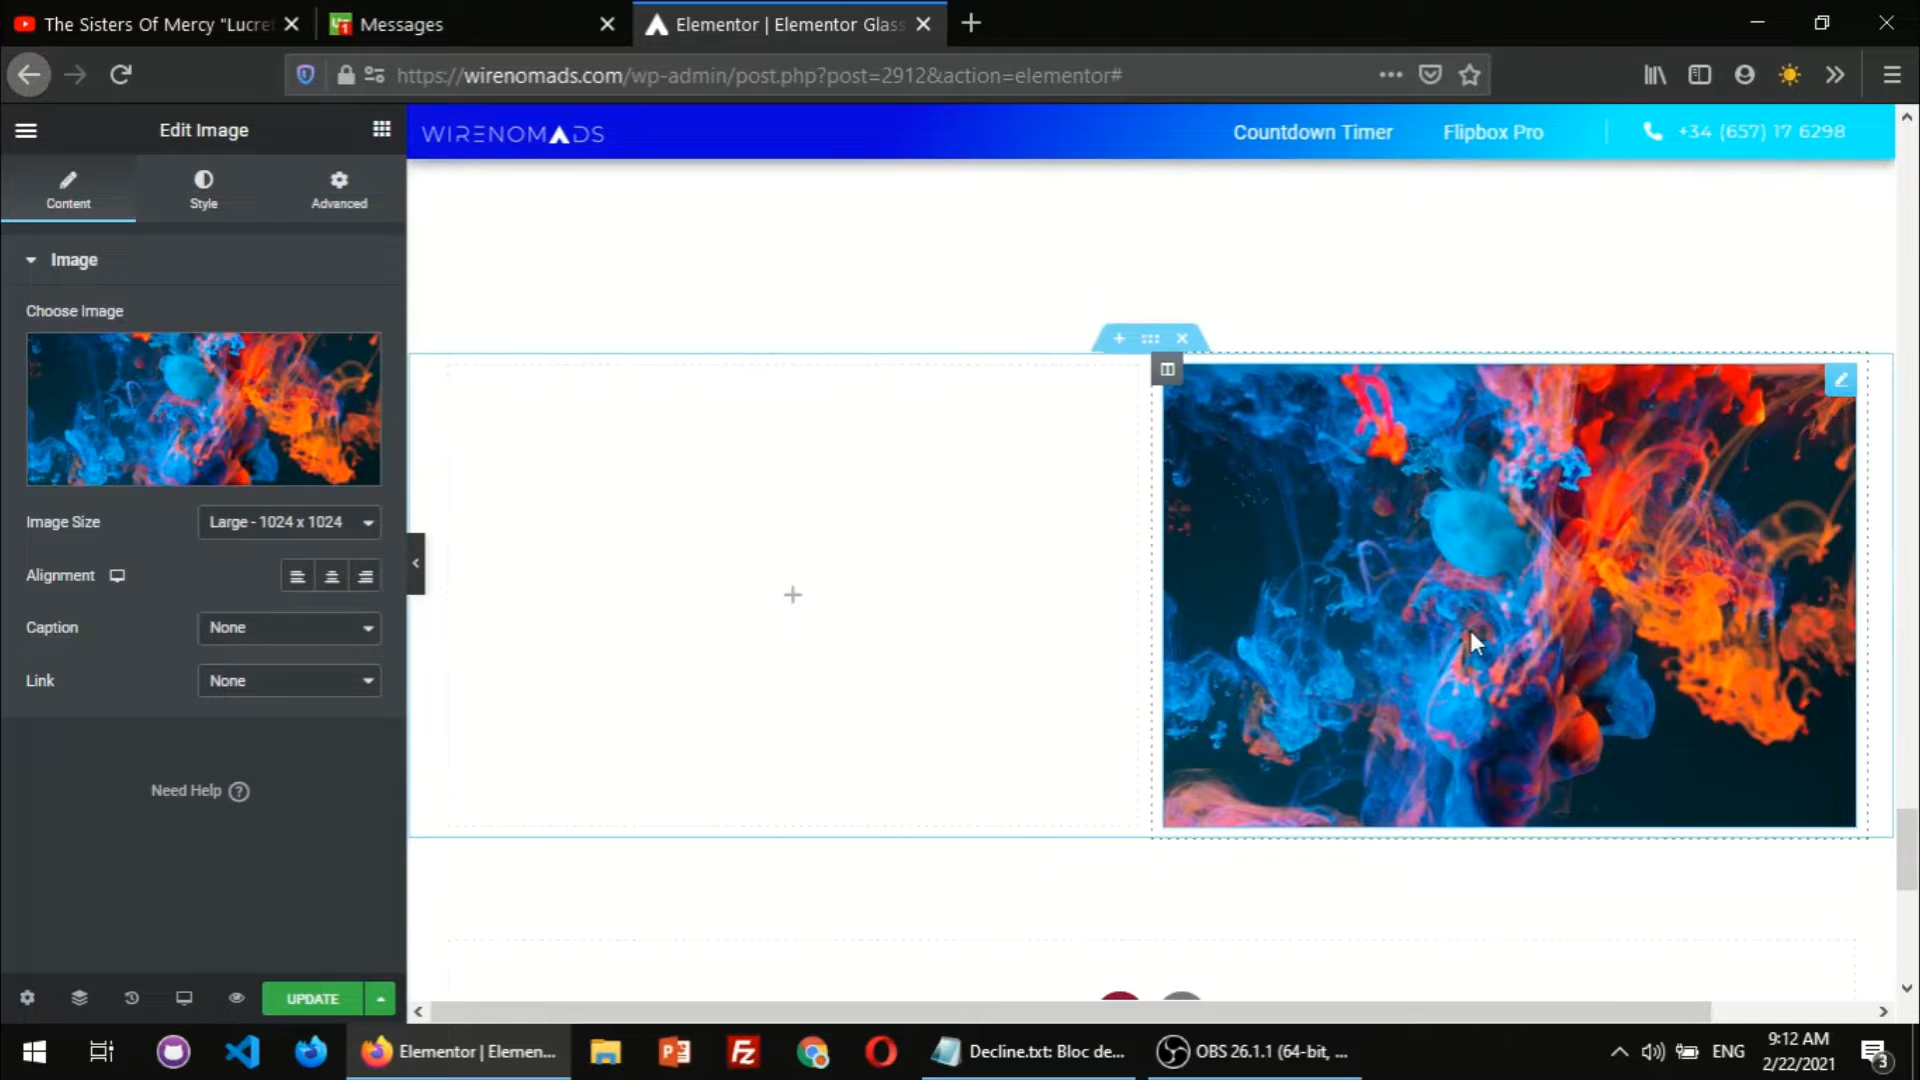 The Sisters Of Mercy "Lucre
Messages
Elementor | Elementor Glass
https://wirenomads.com/wp-admin/post.php?post=2912&action=elementor#
Edit Image
WIRENOMADS
Countdown Timer
Flipbox Pro
+34 (657) 17 6298
Content
Style
Advanced
Image
Choose Image
Image Size
Large - 1024 x 1024
Alignment
Caption
None
Link
None
Need Help
UPDATE
Elementor | Elemen...
Decline.txt: Bloc de...
OBS 26.1.1 (64-bit, ...
ENG
9:12 AM
2/22/2021
3